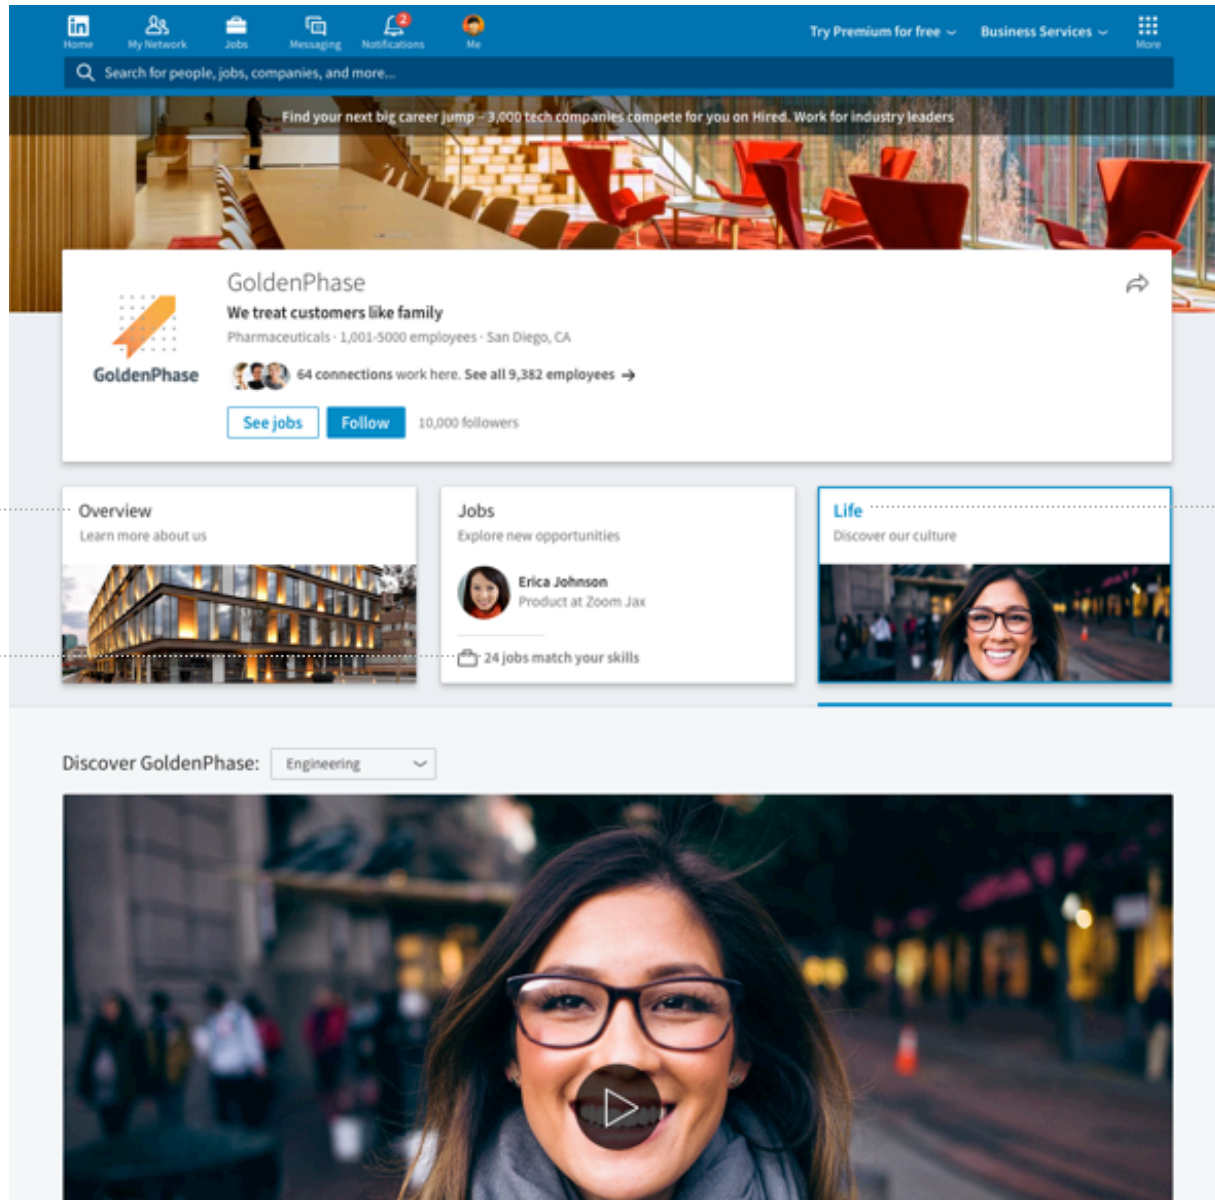 in
Home
My Network
Jobs
Messaging
2
Notifications
Me
Try Premium for free
Business Services
More
Search for people, jobs, companies, and more...
Find your next big career jump – 3,000 tech companies compete for you on Hired. Work for industry leaders
GoldenPhase
GoldenPhase
We treat customers like family
Pharmaceuticals · 1,001-5000 employees · San Diego, CA
64 connections work here. See all 9,382 employees →
See jobs
Follow
10,000 followers
Overview
Learn more about us
Jobs
Explore new opportunities
Erica Johnson
Product at Zoom Jax
24 jobs match your skills
Life
Discover our culture
Discover GoldenPhase:
Engineering